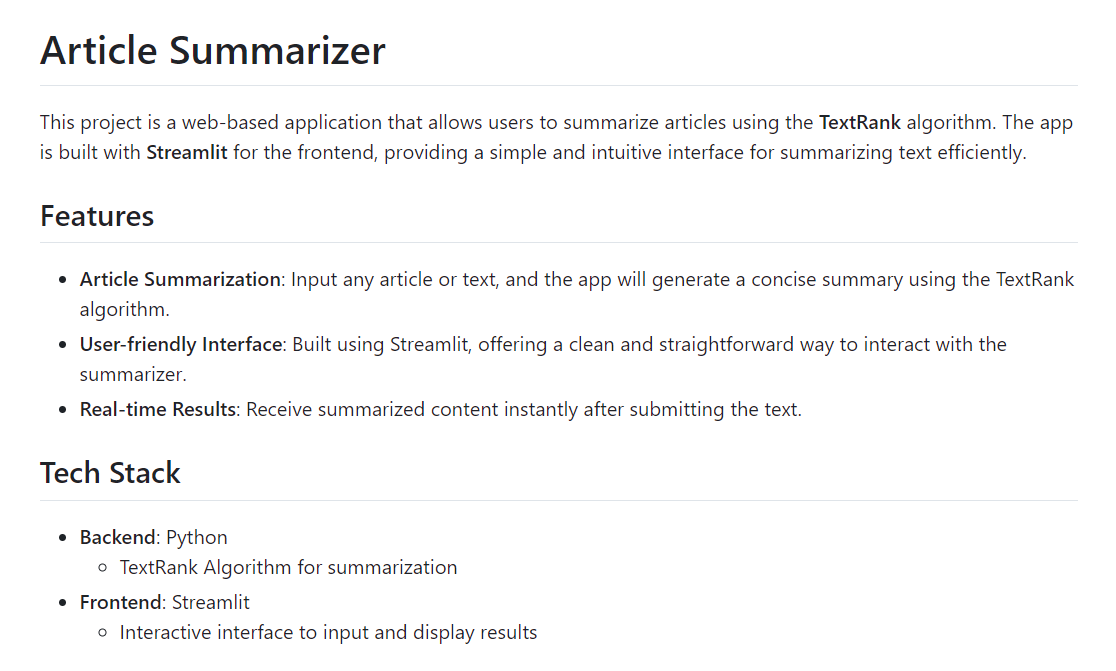 Article Summarizer
This project is a web-based application that allows users to summarize articles using the TextRank algorithm. The app
is built with Streamlit for the frontend, providing a simple and intuitive interface for summarizing text efficiently.
Features
• Article Summarization: Input any article or text, and the app will generate a concise summary using the TextRank
algorithm.
• User-friendly Interface: Built using Streamlit, offering a clean and straightforward way to interact with the
summarizer.
• Real-time Results: Receive summarized content instantly after submitting the text.
Tech Stack
• Backend: Python
◦ TextRank Algorithm for summarization
• Frontend: Streamlit
◦ Interactive interface to input and display results